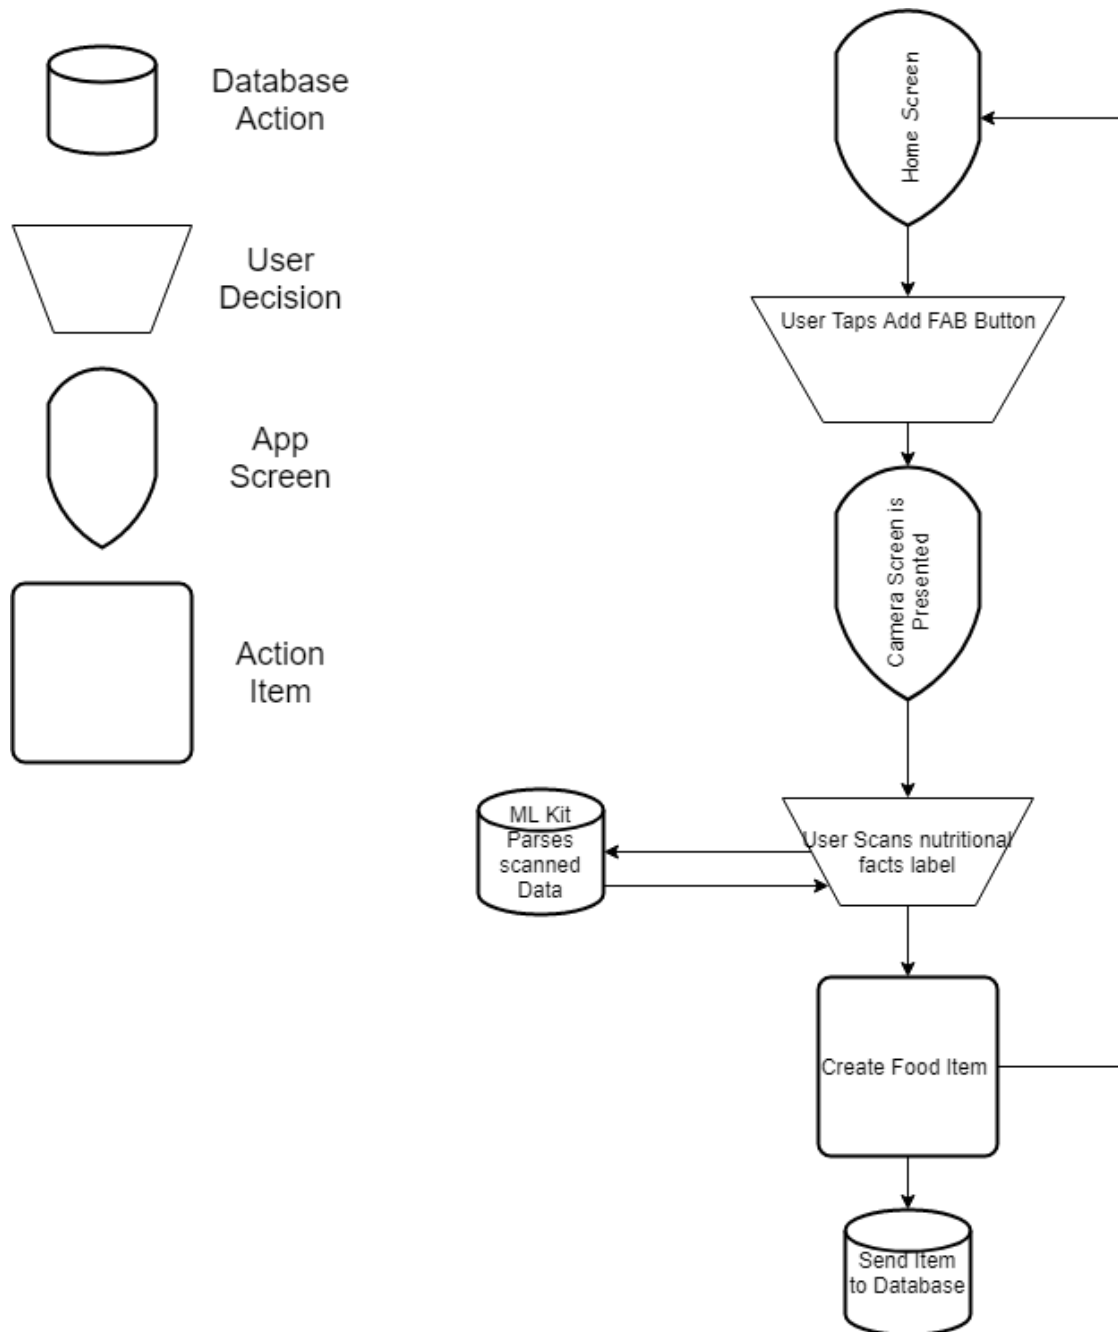 Database
Action
User
Decision
App
Screen
Action
Item
Home Screen
User Taps Add FAB Button
Camera Screen is
Presented
ML Kit
Parses
scanned
Data
User Scans nutritional
facts label
Create Food Item
Send Item
to Database